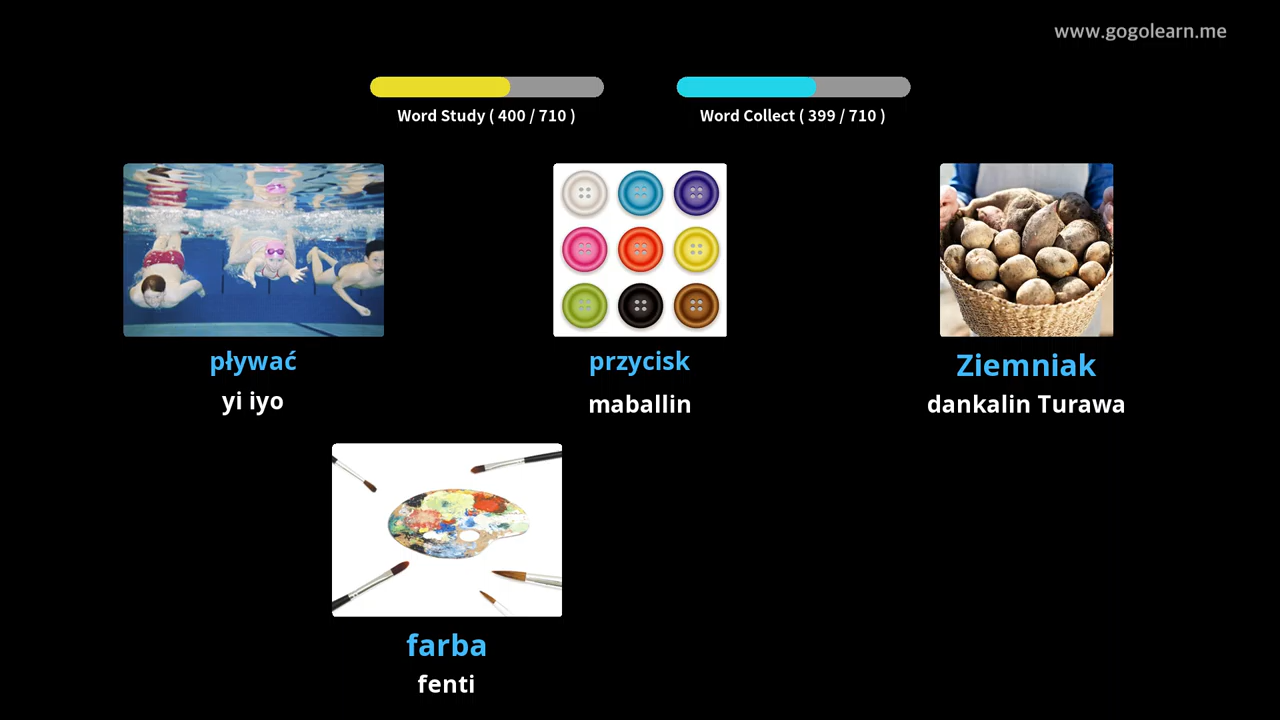 www.gogolearn.me
Word Study ( 400 / 710 )
Word Collect ( 399 / 710 )
pływać
przycisk
Ziemniak
yi iyo
maballin
dankalin Turawa
farba
fenti